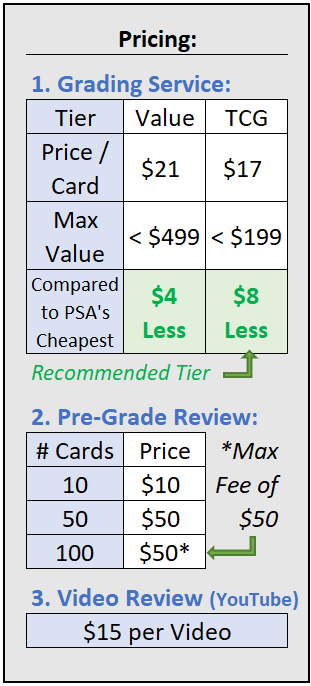 Pricing:
1. Grading Service:
Tier Value TCG
Price / Card $21 $17
Max Value < $499 < $199
Compared to PSA's Cheapest $4 Less $8 Less
Recommended Tier
2. Pre-Grade Review:
# Cards Price *Max
10 $10 Fee of
50 $50 $50
100 $50*
3. Video Review (YouTube)
$15 per Video